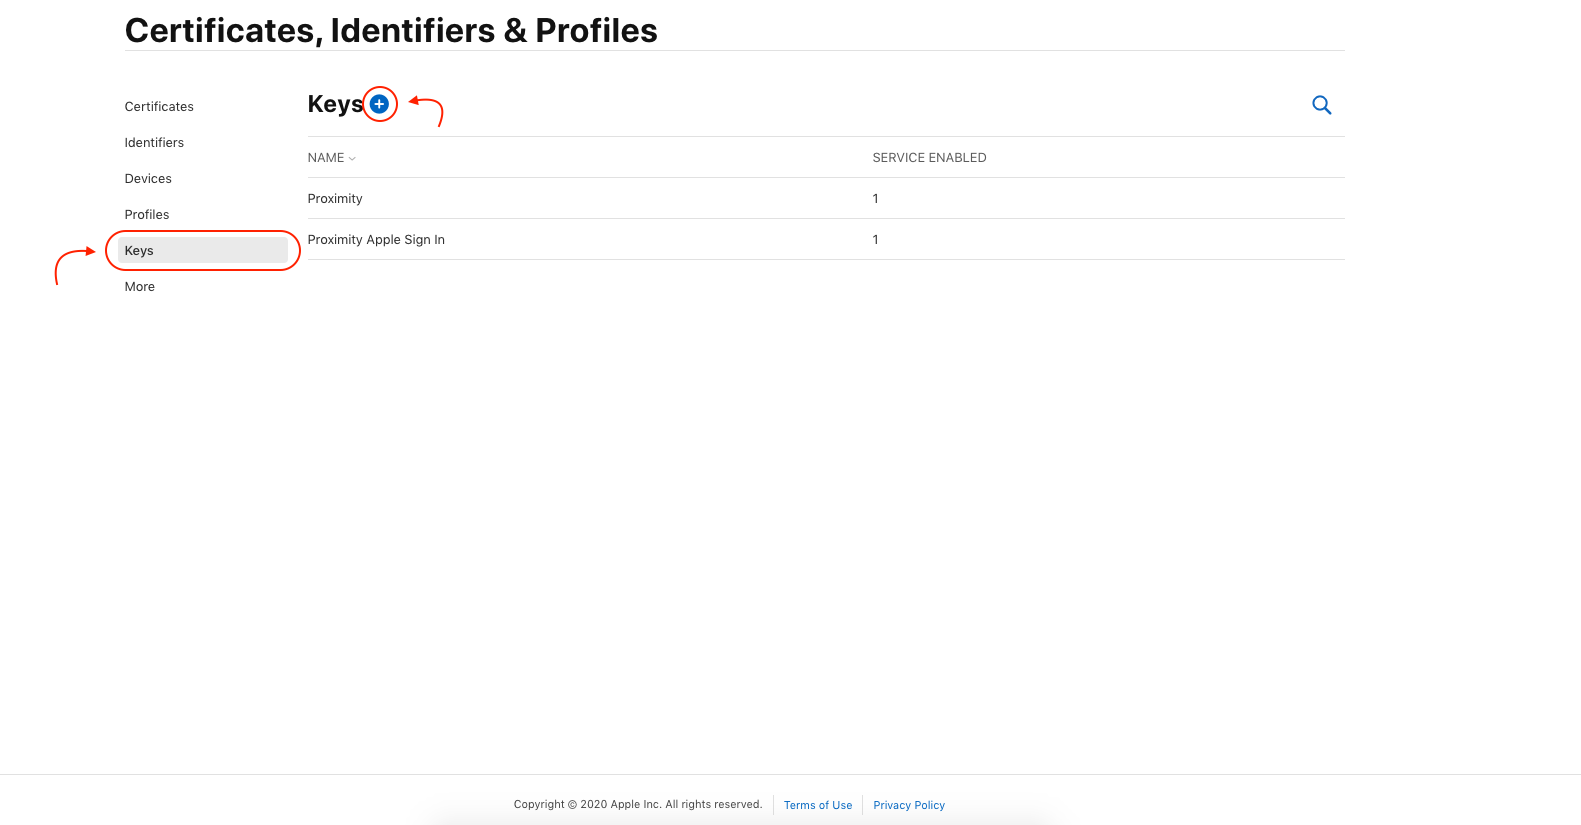 Certificates, Identifiers & Profiles
Certificates
Identifiers
Devices
Profiles
Keys
More
Keys
NAME SERVICE ENABLED
Proximity 1
Proximity Apple Sign In 1
Copyright © 2020 Apple Inc. All rights reserved. Terms of Use Privacy Policy